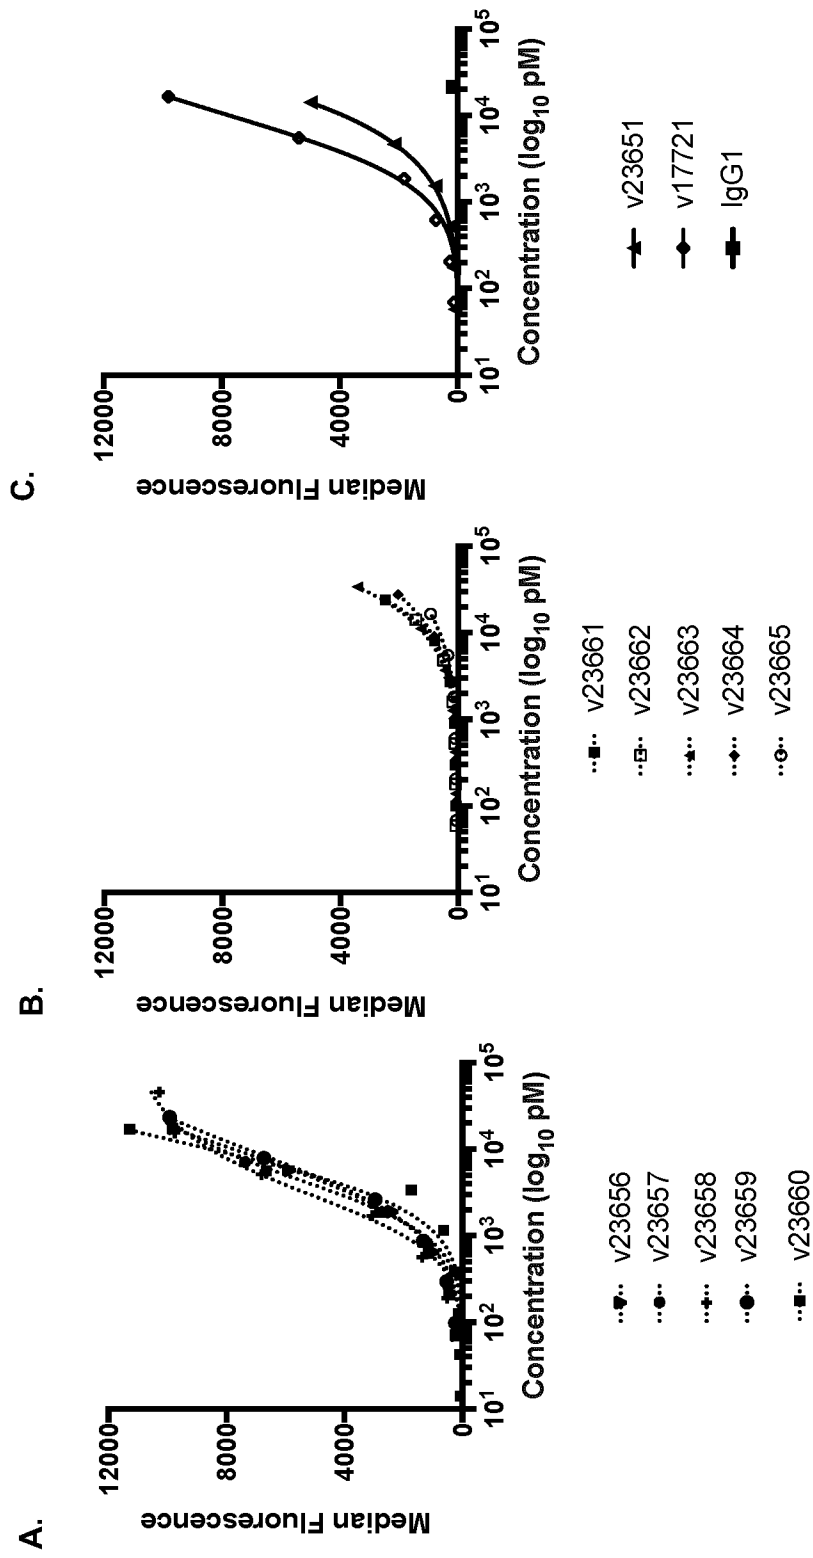 A.
Median Fluorescence
12000
8000
4000
0
10¹ 10² 10³ 10⁴ 10⁵
Concentration (log₁₀ pM)
v23656
v23657
v23658
v23659
v23660
B.
Median Fluorescence
12000
8000
4000
0
10¹ 10² 10³ 10⁴ 10⁵
Concentration (log₁₀ pM)
v23661
v23662
v23663
v23664
v23665
C.
Median Fluorescence
12000
8000
4000
0
10¹ 10² 10³ 10⁴ 10⁵
Concentration (log₁₀ pM)
v23651
v17721
IgG1